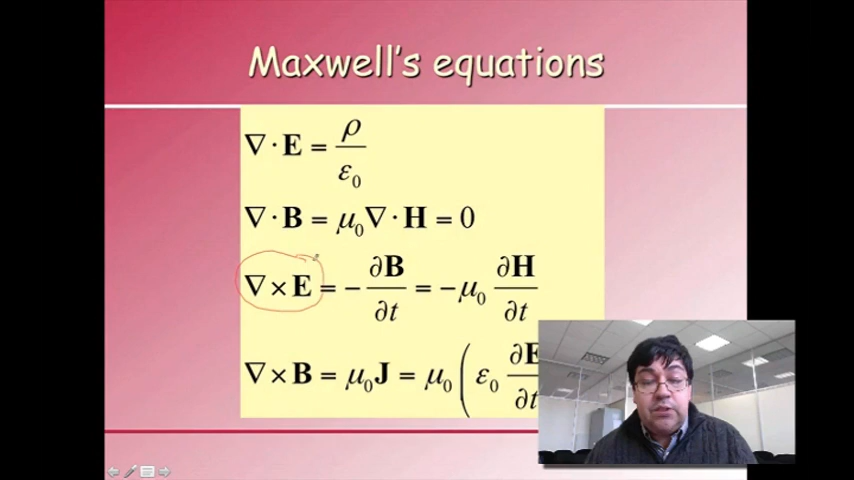 Maxwell's equations
∇ · E = ρ / ε₀
∇ · B = μ₀∇ · H = 0
∇ × E = − ∂B/∂t = −μ₀ ∂H/∂t
∇ × B = μ₀J = μ₀( ε₀ ∂E/∂t